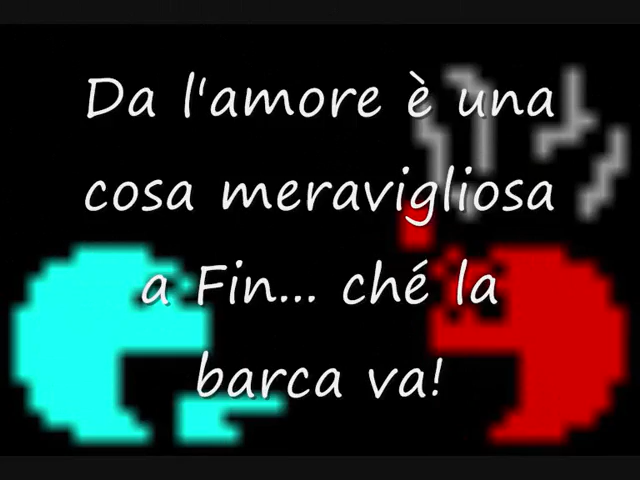 Da l'amore è una
cosa meravigliosa
a Fin... ché la
barca va!